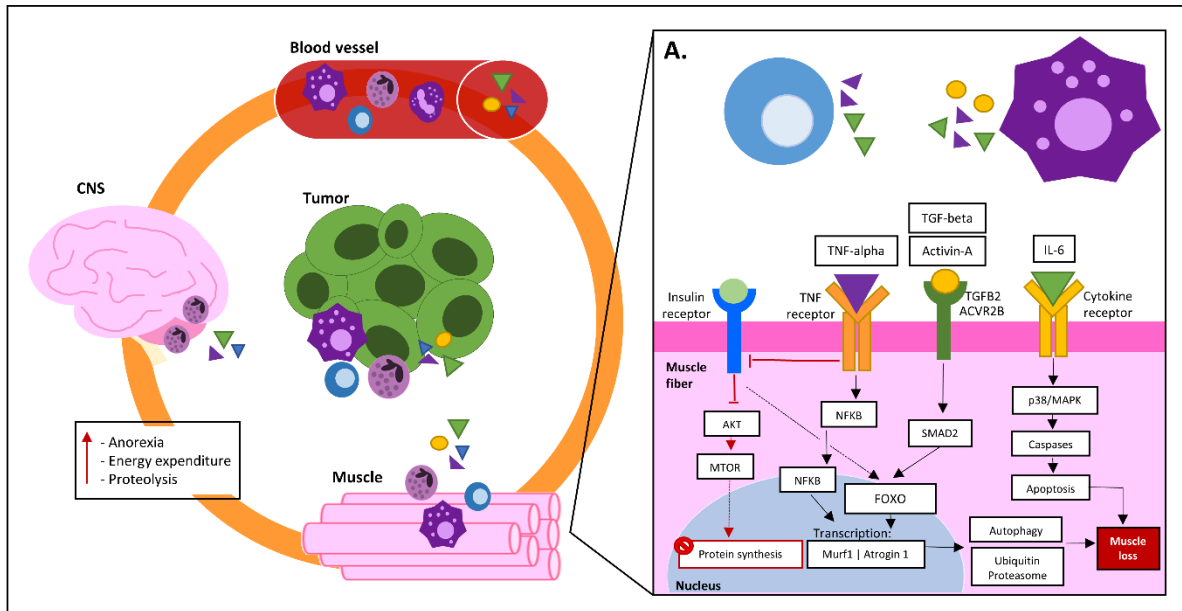 Blood vessel
CNS
Tumor
- Anorexia
- Energy expenditure
- Proteolysis
Muscle
A.
TGF-beta
TNF-alpha
Activin-A
IL-6
Insulin
receptor
TNF
receptor
TGFB2
ACVR2B
Cytokine
receptor
Muscle
fiber
AKT
MTOR
NFKB
NFKB
SMAD2
FOXO
p38/MAPK
Caspases
Apoptosis
Transcription:
Murf1 | Atrogin 1
Protein synthesis
Nucleus
Autophagy
Ubiquitin
Proteasome
Muscle
loss